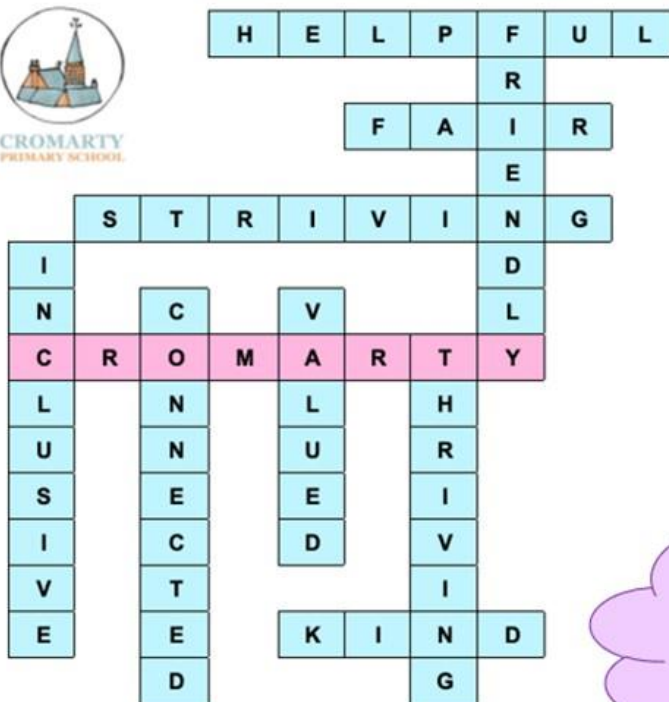 HELPFUL
CROMARTY
PRIMARY SCHOOL
FRIENDLY
FAIR
STRIVING
INCLUSIVE
CONNECTED
VALUED
CROMARTY
THRIVING
KIND